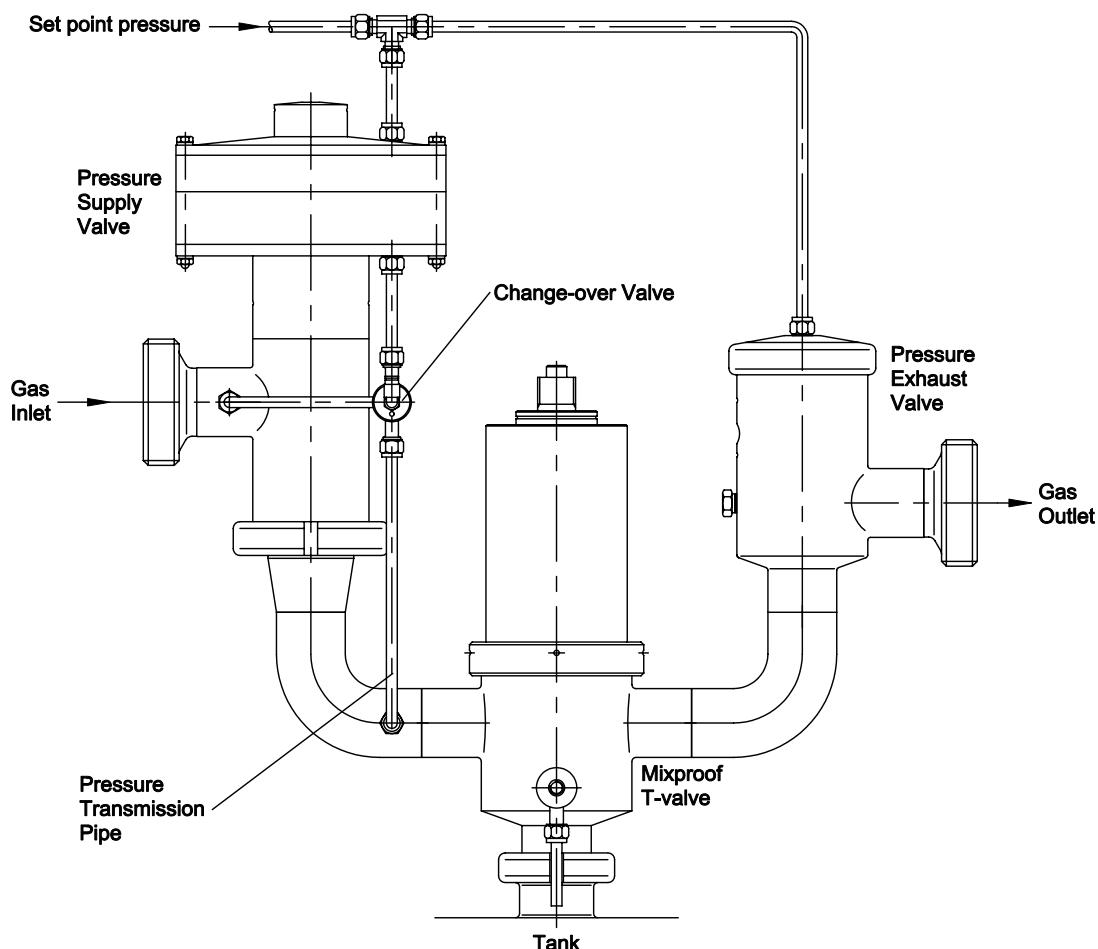 Set point pressure
Pressure
Supply
Valve
Change-over Valve
Pressure
Exhaust
Valve
Gas
Inlet
Gas
Outlet
Pressure
Transmission
Pipe
Mixproof
T-valve
Tank